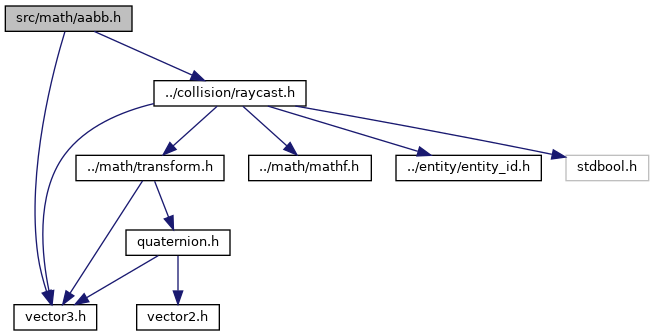 src/math/aabb.h
../collision/raycast.h
../math/transform.h
../math/mathf.h
../entity/entity_id.h
stdbool.h
quaternion.h
vector3.h
vector2.h